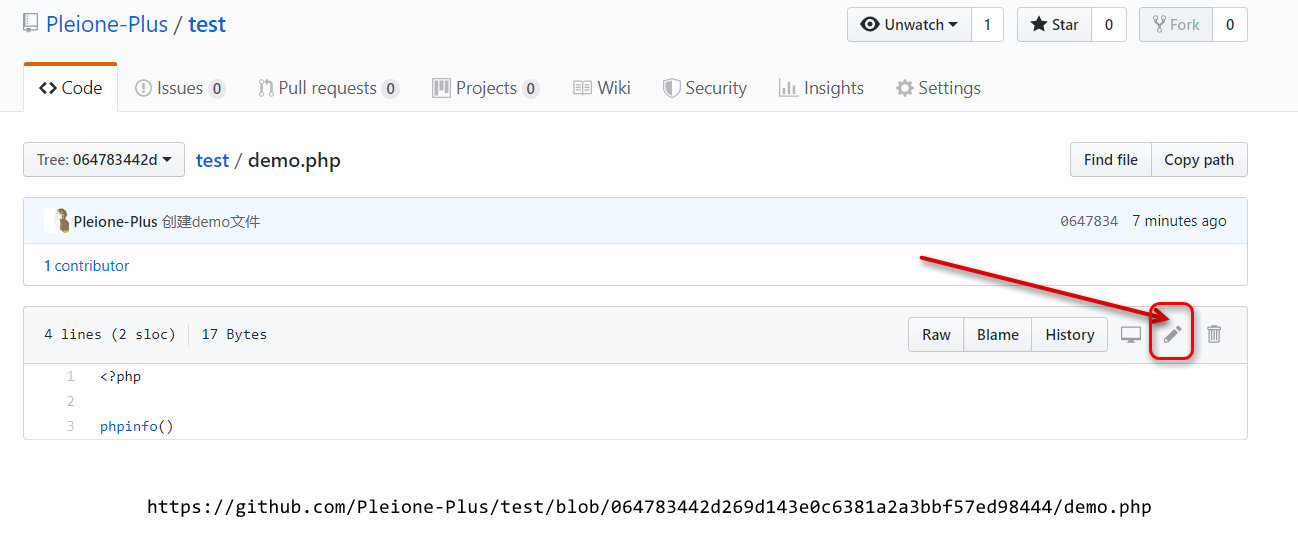 Pleione-Plus / test
Unwatch 1 Star 0 Fork 0
Code Issues 0 Pull requests 0 Projects 0 Wiki Security Insights Settings
Tree: 064783442d test / demo.php Find file Copy path
Pleione-Plus 创建demo文件 0647834 7 minutes ago
1 contributor
4 lines (2 sloc) 17 Bytes Raw Blame History
1 <?php
2
3 phpinfo()
https://github.com/Pleione-Plus/test/blob/064783442d269d143e0c6381a2a3bbf57ed98444/demo.php